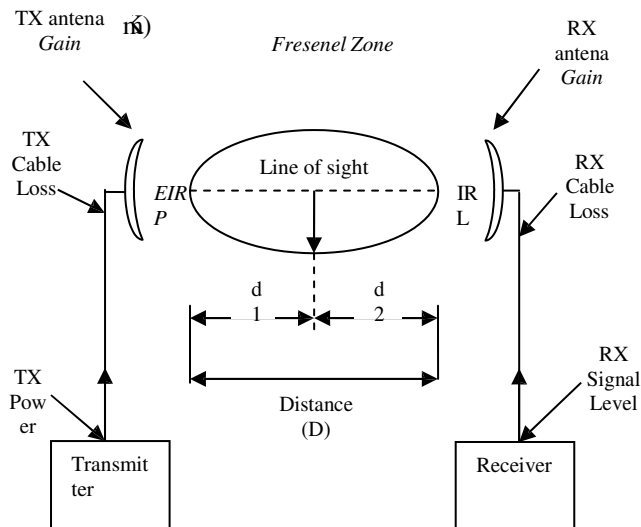 TX antena
Gain
Fresenel Zone
RX
antena
Gain
TX
Cable
Loss
EIR
P
Line of sight
IR
L
RX
Cable
Loss
d
1
d
2
TX
Pow
er
Distance
(D)
RX
Signal
Level
Transmit
ter
Receiver